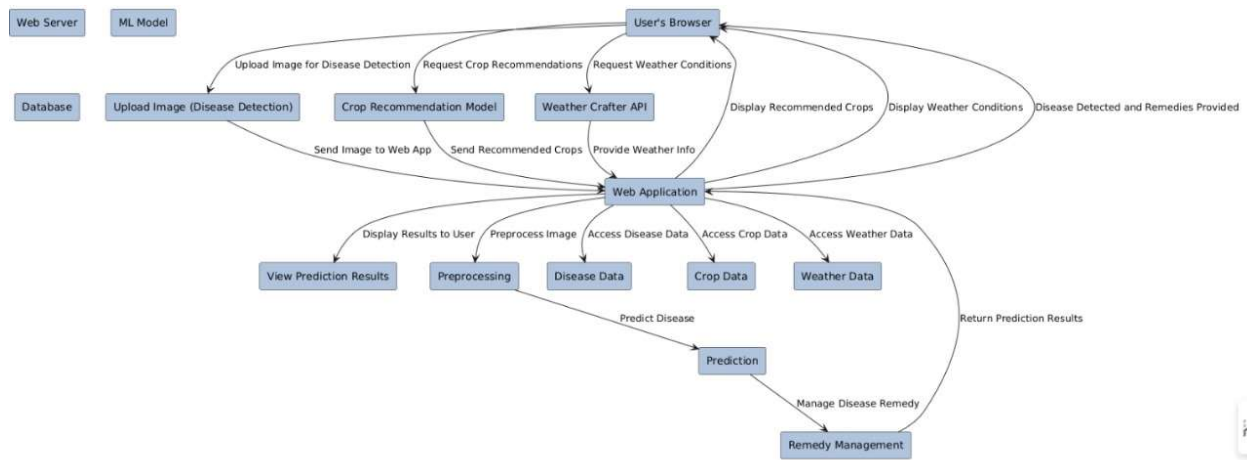 Web Server
ML Model
User's Browser
Upload Image for Disease Detection
Request Crop Recommendations
Request Weather Conditions
Database
Upload Image (Disease Detection)
Crop Recommendation Model
Weather Crafter API
Display Recommended Crops
Display Weather Conditions
Disease Detected and Remedies Provided
Send Image to Web App
Send Recommended Crops
Provide Weather Info
Web Application
Display Results to User
Preprocess Image
Access Disease Data
Access Crop Data
Access Weather Data
View Prediction Results
Preprocessing
Disease Data
Crop Data
Weather Data
Predict Disease
Return Prediction Results
Prediction
Manage Disease Remedy
Remedy Management